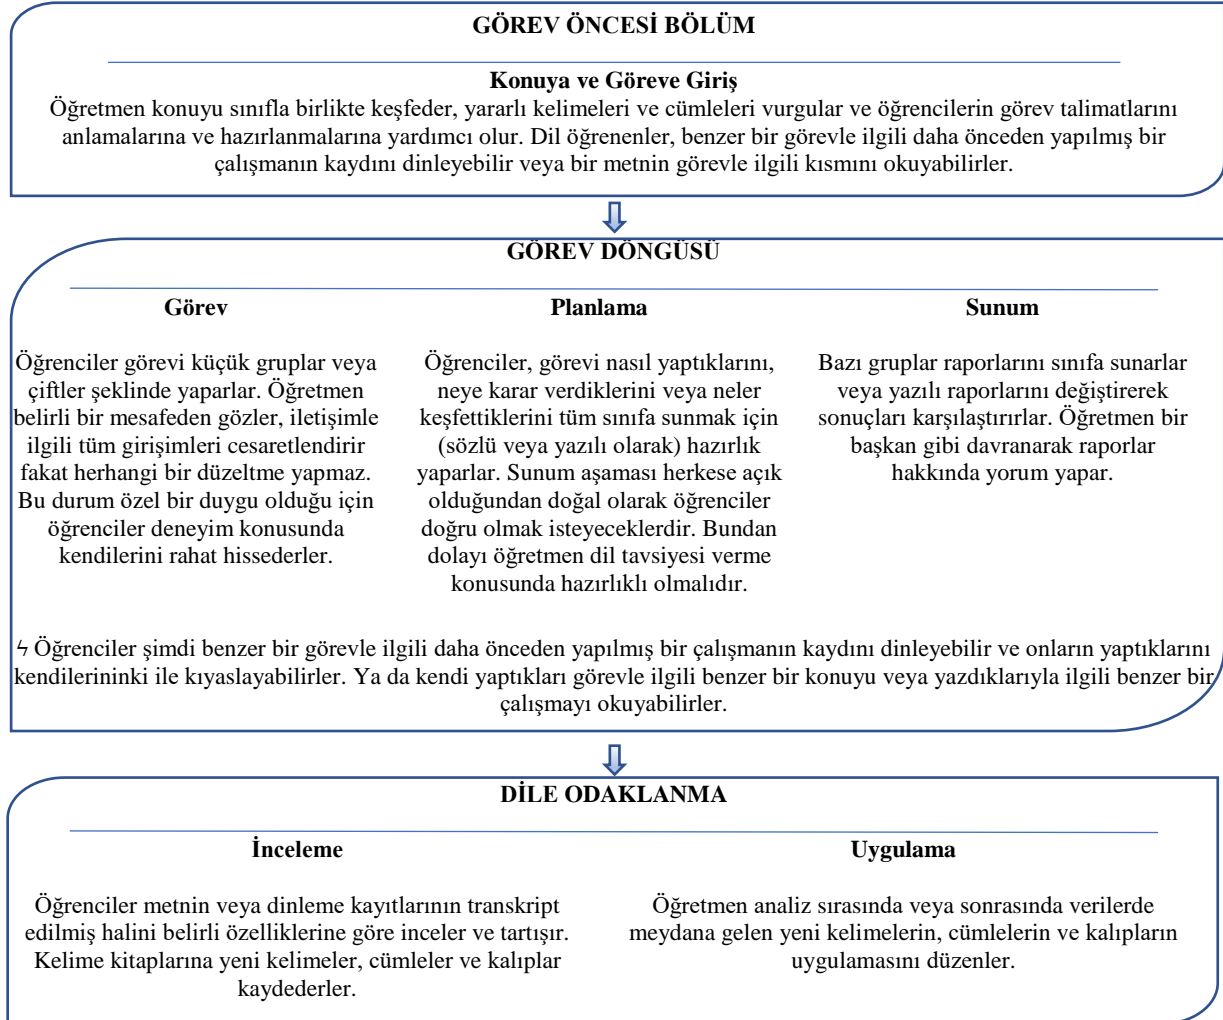 GÖREV ÖNCESİ BÖLÜM
Konuya ve Göreve Giriş
Öğretmen konuyu sınıfla birlikte keşfeder, yararlı kelimeleri ve cümleleri vurgular ve öğrencilerin görev talimatlarını
anlamalarına ve hazırlanmalarına yardımcı olur. Dil öğrenenler, benzer bir görevle ilgili daha önceden yapılmış bir
çalışmanın kaydını dinleyebilir veya bir metnin görevle ilgili kısmını okuyabilirler.
GÖREV DÖNGÜSÜ
Görev
Öğrenciler görevi küçük gruplar veya
çiftler şeklinde yaparlar. Öğretmen
belirli bir mesafeden gözler, iletişimle
ilgili tüm girişimleri cesaretlendirir
fakat herhangi bir düzeltme yapmaz.
Bu durum özel bir duygu olduğu için
öğrenciler deneyim konusunda
kendilerini rahat hissederler.
Planlama
Öğrenciler, görevi nasıl yaptıklarını,
neye karar verdiklerini veya neler
keşfettiklerini tüm sınıfa sunmak için
(sözlü veya yazılı olarak) hazırlık
yaparlar. Sunum aşaması herkese açık
olduğundan doğal olarak öğrenciler
doğru olmak isteyeceklerdir. Bundan
dolayı öğretmen dil tavsiyesi verme
konusunda hazırlıklı olmalıdır.
Sunum
Bazı gruplar raporlarını sınıfa sunarlar
veya yazılı raporlarını değiştirerek
sonuçları karşılaştırırlar. Öğretmen bir
başkan gibi davranarak raporlar
hakkında yorum yapar.
ϟ Öğrenciler şimdi benzer bir görevle ilgili daha önceden yapılmış bir çalışmanın kaydını dinleyebilir ve onların yaptıklarını
kendilerininki ile kıyaslayabilirler. Ya da kendi yaptıkları görevle ilgili benzer bir konuyu veya yazdıklarıyla ilgili benzer bir
çalışmayı okuyabilirler.
DİLE ODAKLANMA
İnceleme
Öğrenciler metnin veya dinleme kayıtlarının transkript
edilmiş halini belirli özelliklerine göre inceler ve tartışır.
Kelime kitaplarına yeni kelimeler, cümleler ve kalıplar
kaydederler.
Uygulama
Öğretmen analiz sırasında veya sonrasında verilerde
meydana gelen yeni kelimelerin, cümlelerin ve kalıpların
uygulamasını düzenler.